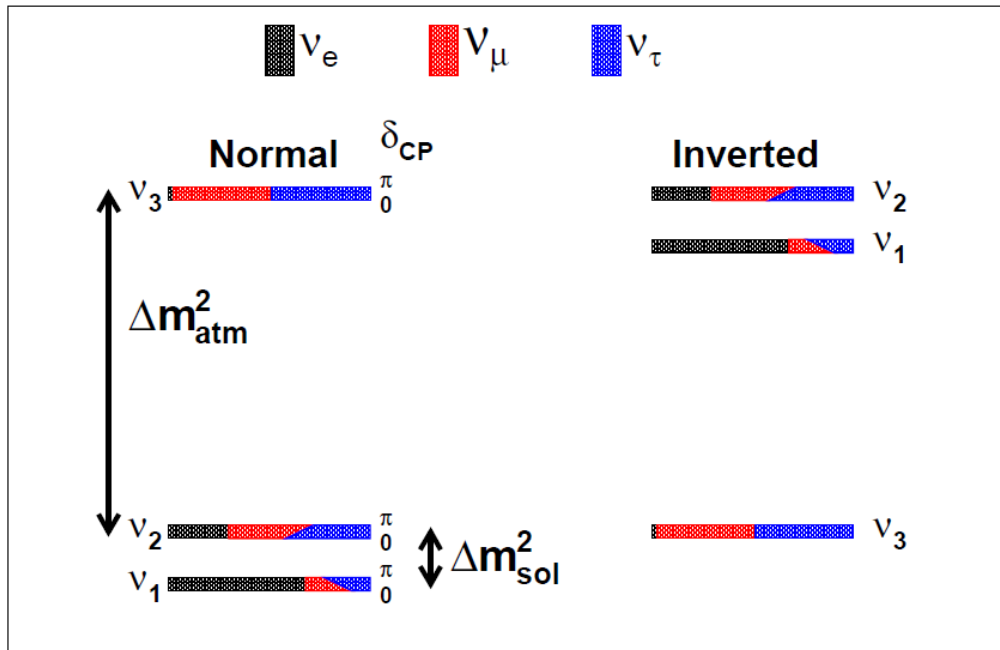 νe νμ ντ
Normal δCP Inverted
ν3 π 0 ν2
ν1
Δm²atm
ν2 π 0 Δm²sol ν3
ν1 π 0